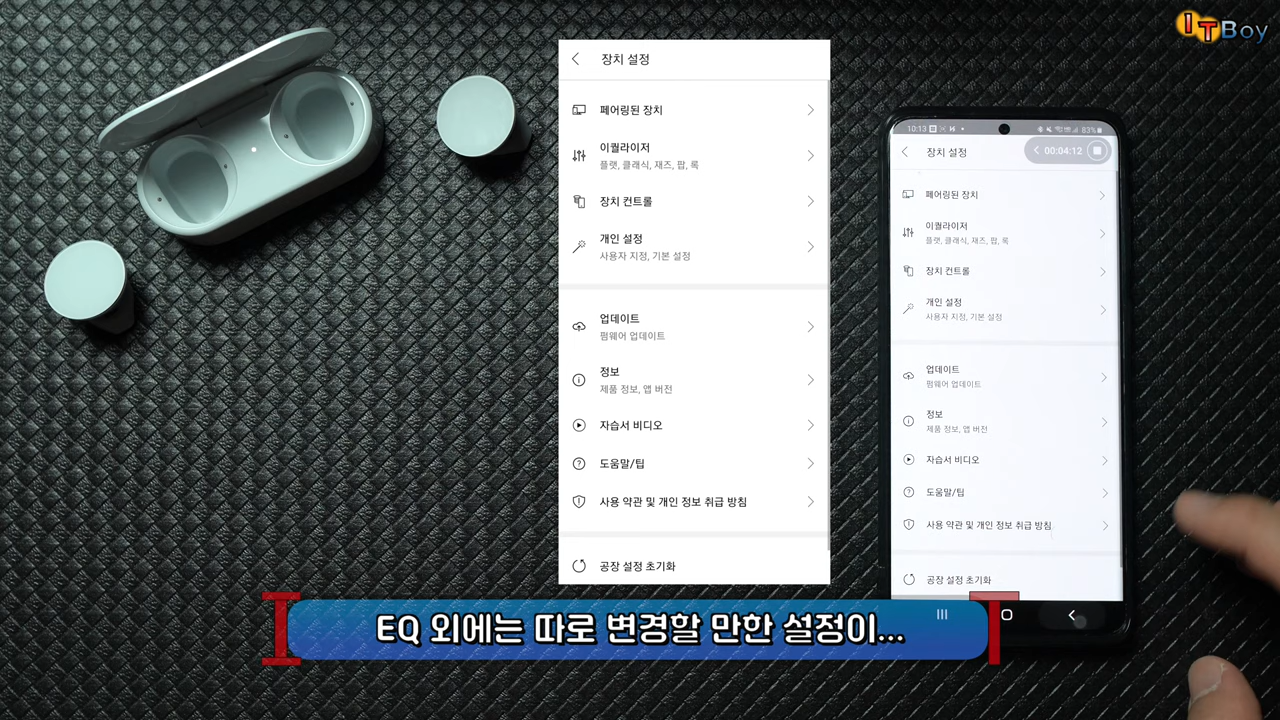 ITBoy
장치 설정
페어링된 장치
이퀄라이저
플랫, 클래식, 재즈, 팝, 록
장치 컨트롤
개인 설정
사용자 지정, 기본 설정
업데이트
펌웨어 업데이트
정보
제품 정보, 앱 버전
자습서 비디오
도움말/팁
사용 약관 및 개인 정보 취급 방침
공장 설정 초기화
10:13
83%
장치 설정
00:04:12
페어링된 장치
이퀄라이저
플랫, 클래식, 재즈, 팝, 록
장치 컨트롤
개인 설정
사용자 지정, 기본 설정
업데이트
펌웨어 업데이트
정보
제품 정보, 앱 버전
자습서 비디오
도움말/팁
사용 약관 및 개인 정보 취급 방침
공장 설정 초기화
EQ 외에는 따로 변경할 만한 설정이...